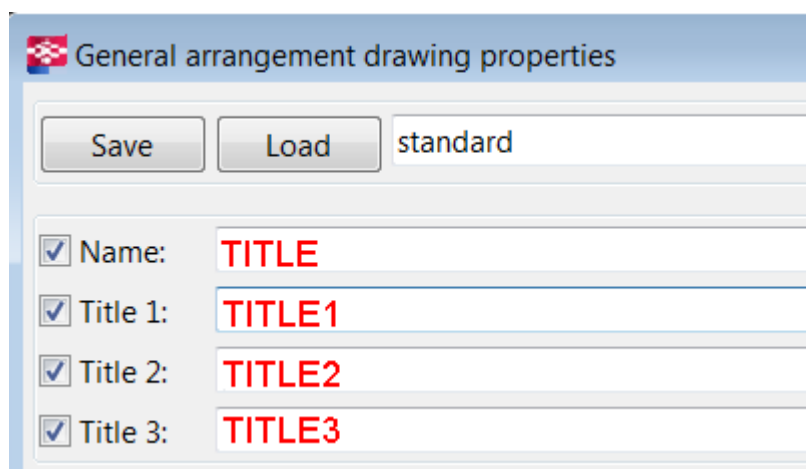 General arrangement drawing properties
Save Load standard
Name: TITLE
Title 1: TITLE1
Title 2: TITLE2
Title 3: TITLE3